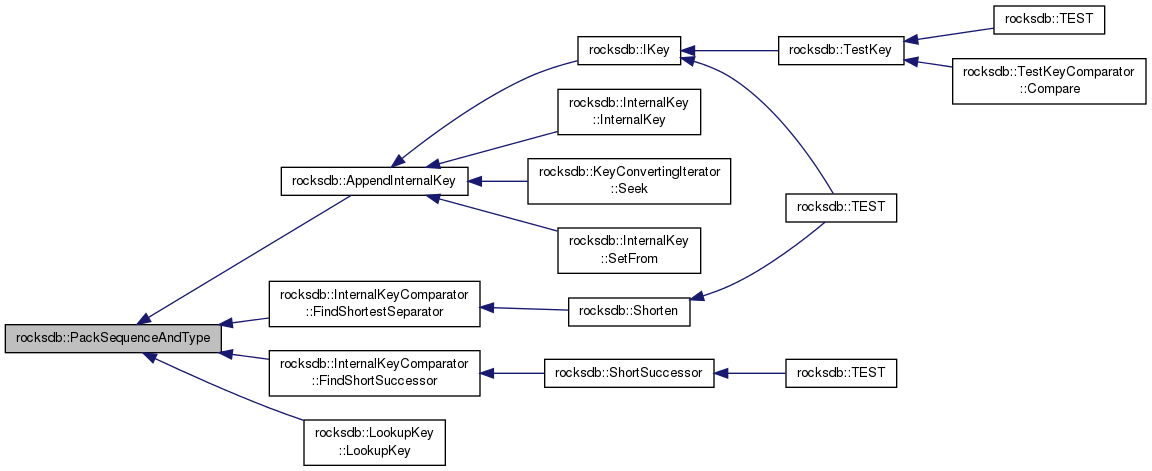 rocksdb::TEST
rocksdb::IKey
rocksdb::TestKey
rocksdb::TestKeyComparator
::Compare
rocksdb::InternalKey
::InternalKey
rocksdb::AppendInternalKey
rocksdb::KeyConvertingIterator
::Seek
rocksdb::TEST
rocksdb::InternalKey
::SetFrom
rocksdb::InternalKeyComparator
::FindShortestSeparator
rocksdb::Shorten
rocksdb::PackSequenceAndType
rocksdb::InternalKeyComparator
::FindShortSuccessor
rocksdb::ShortSuccessor
rocksdb::TEST
rocksdb::LookupKey
::LookupKey